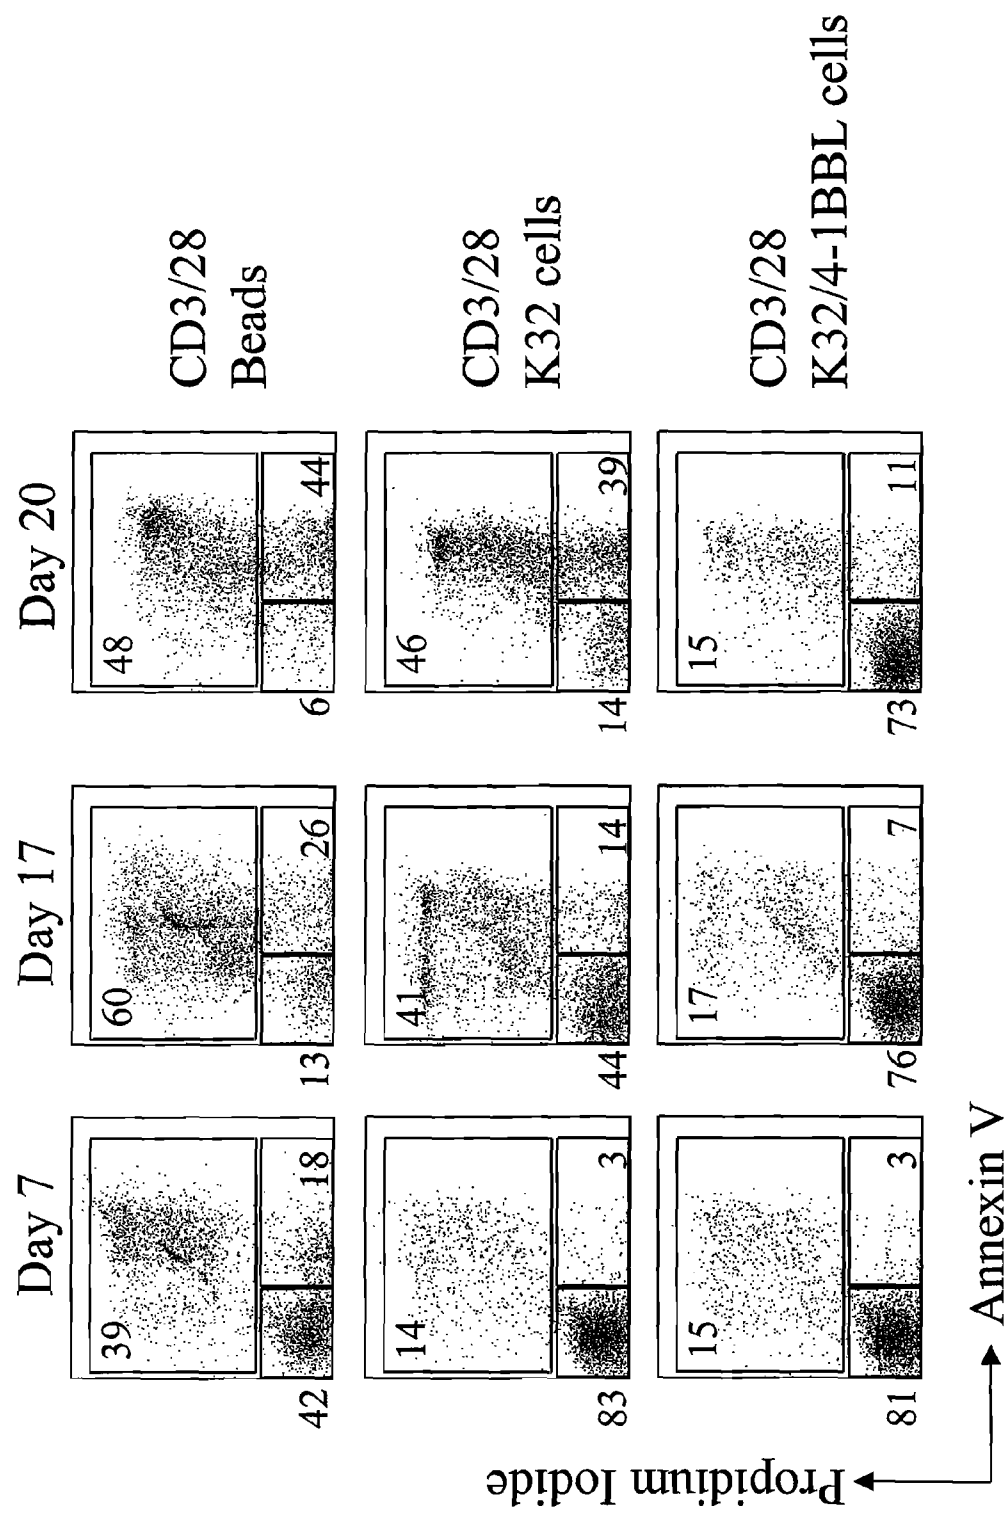 Day 7
Day 17
Day 20
39
18
42
60
26
13
48
44
6
CD3/28
Beads
14
3
83
41
14
44
46
39
14
CD3/28
K32 cells
15
3
81
17
7
76
15
11
73
CD3/28
K32/4-1BBL cells
Propidium Iodide
Annexin V